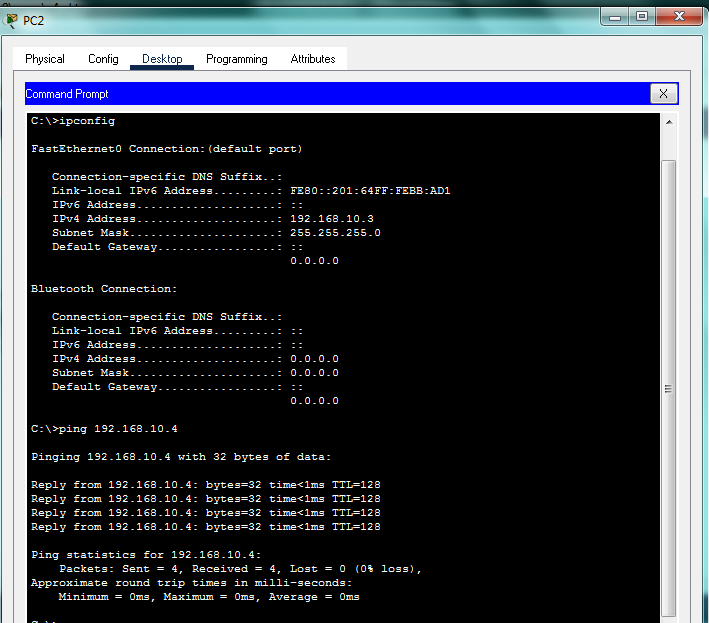 PC2
Physical Config Desktop Programming Attributes
Command Prompt
X
C:\>ipconfig
FastEthernet0 Connection:(default port)
Connection-specific DNS Suffix..:
Link-local IPv6 Address.........: FE80::201:64FF:FEBB:AD1
IPv6 Address....................: ::
IPv4 Address....................: 192.168.10.3
Subnet Mask.....................: 255.255.255.0
Default Gateway.................: ::
0.0.0.0
Bluetooth Connection:
Connection-specific DNS Suffix..:
Link-local IPv6 Address.........: ::
IPv6 Address....................: ::
IPv4 Address....................: 0.0.0.0
Subnet Mask.....................: 0.0.0.0
Default Gateway.................: ::
0.0.0.0
C:\>ping 192.168.10.4
Pinging 192.168.10.4 with 32 bytes of data:
Reply from 192.168.10.4: bytes=32 time<1ms TTL=128
Reply from 192.168.10.4: bytes=32 time<1ms TTL=128
Reply from 192.168.10.4: bytes=32 time<1ms TTL=128
Reply from 192.168.10.4: bytes=32 time<1ms TTL=128
Ping statistics for 192.168.10.4:
Packets: Sent = 4, Received = 4, Lost = 0 (0% loss),
Approximate round trip times in milli-seconds:
Minimum = 0ms, Maximum = 0ms, Average = 0ms